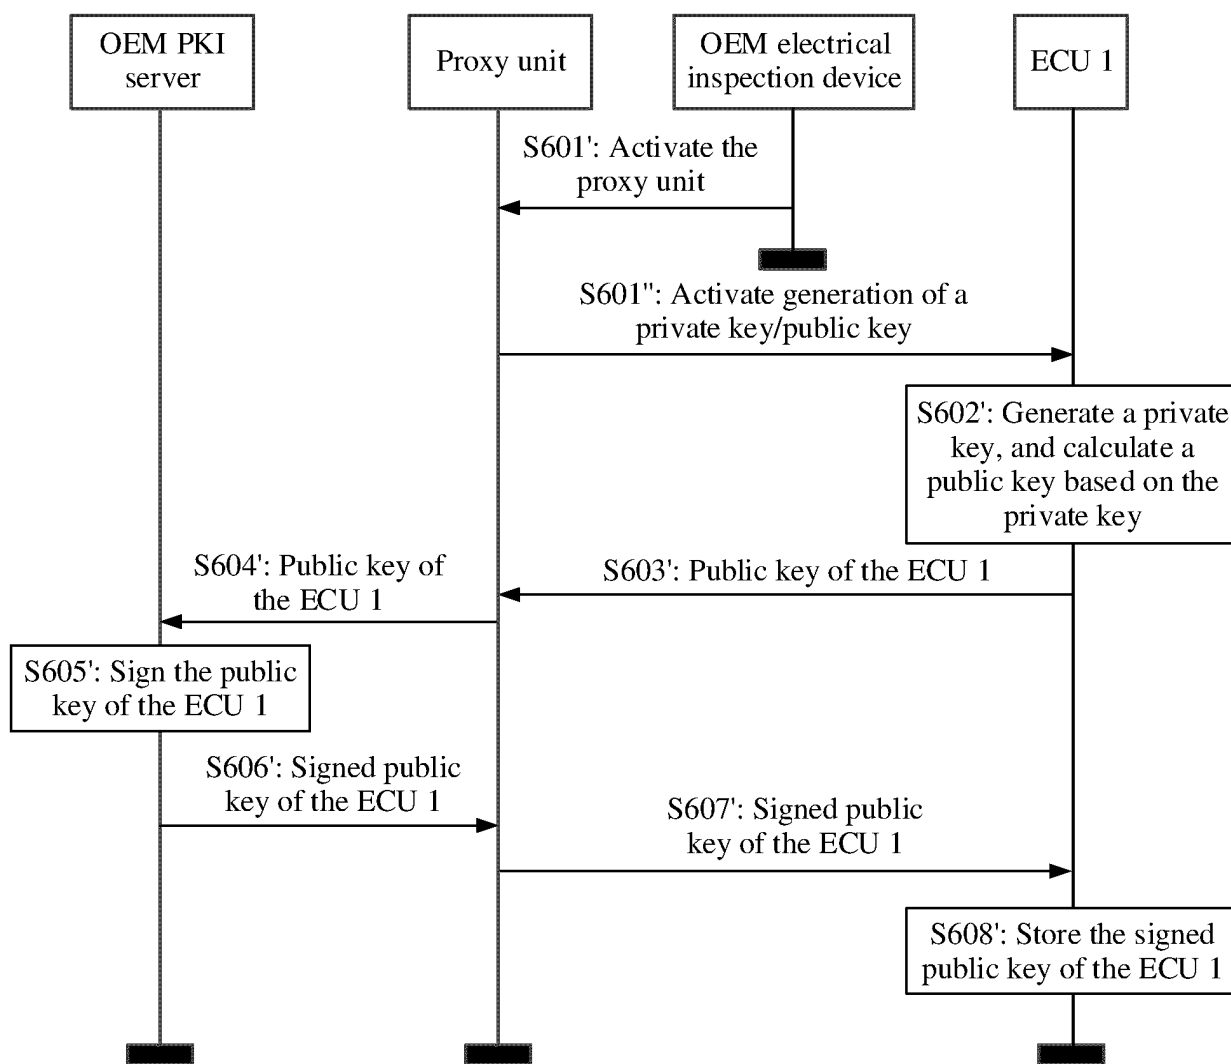 OEM PKI
server
Proxy unit
OEM electrical
inspection device
ECU 1
S601': Activate the
proxy unit
S601'': Activate generation of a
private key/public key
S602': Generate a private
key, and calculate a
public key based on the
private key
S603': Public key of the ECU 1
S604': Public key of
the ECU 1
S605': Sign the public
key of the ECU 1
S606': Signed public
key of the ECU 1
S607': Signed public
key of the ECU 1
S608': Store the signed
public key of the ECU 1